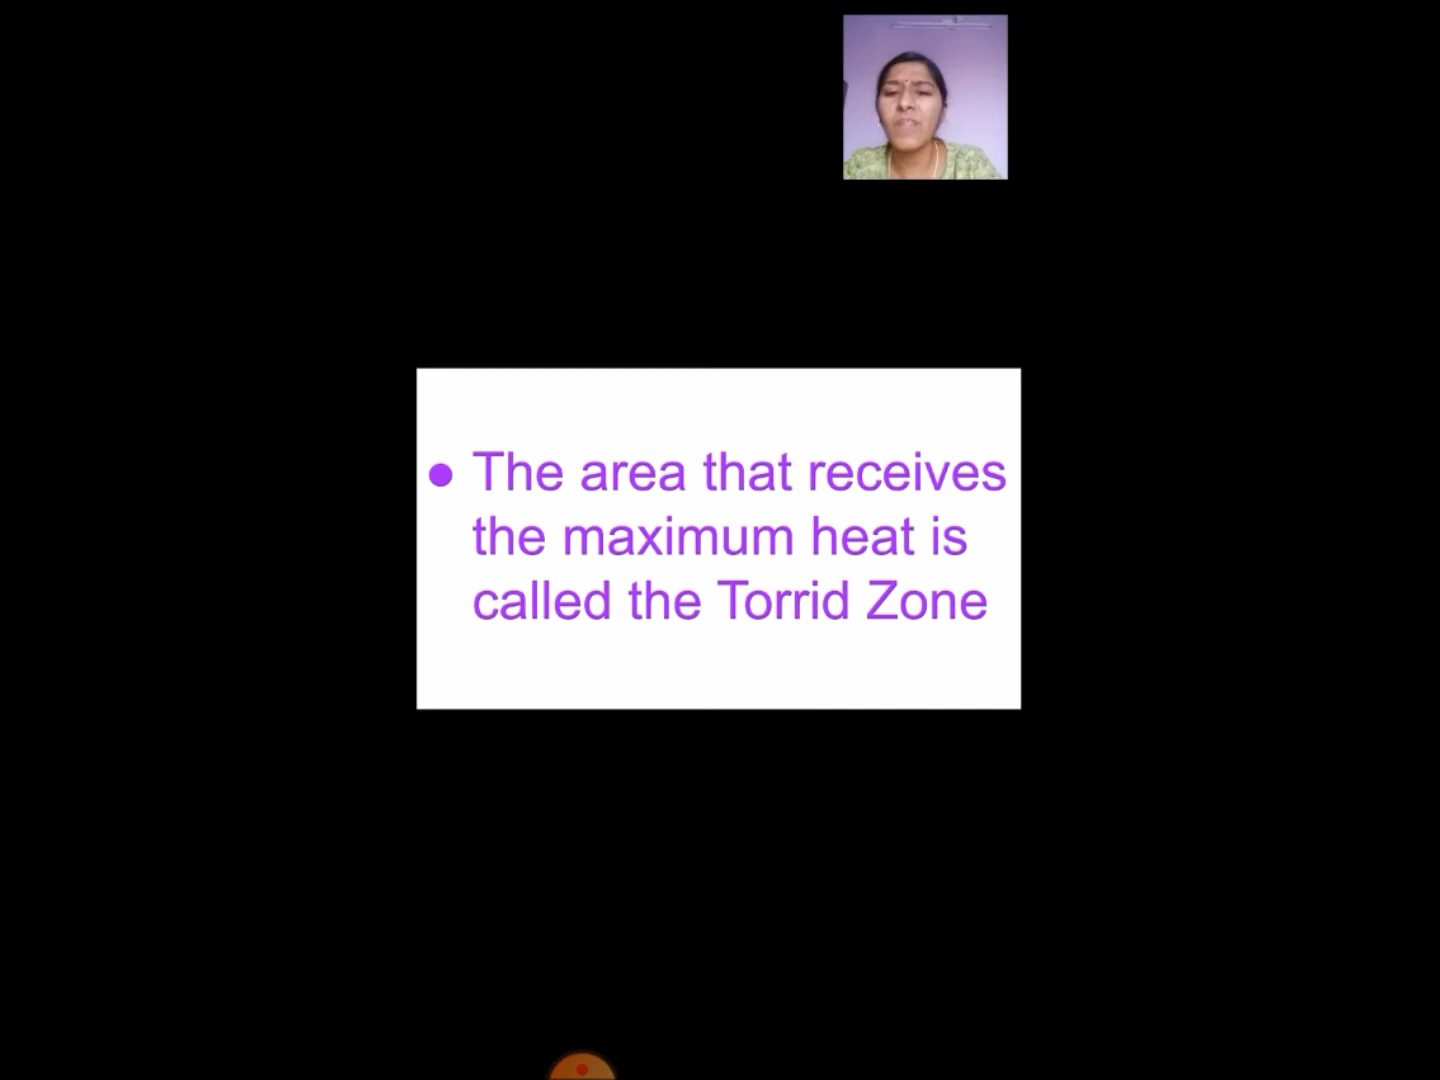 ● The area that receives
the maximum heat is
called the Torrid Zone